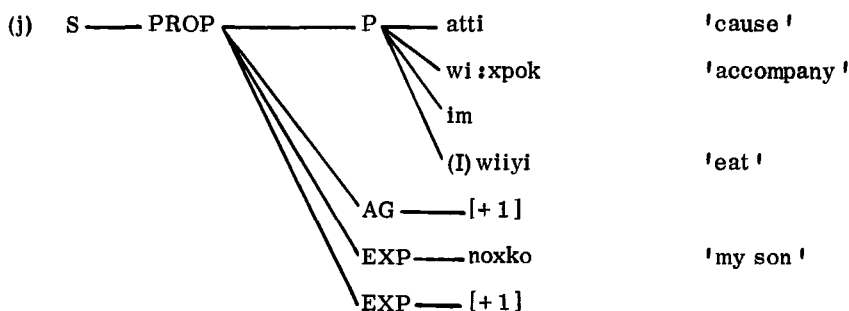 (j) S PROP P atti 'cause'
wi:xpok 'accompany'
im
(I) wiiyi 'eat'
AG [+1]
EXP noxko 'my son'
EXP [+1]